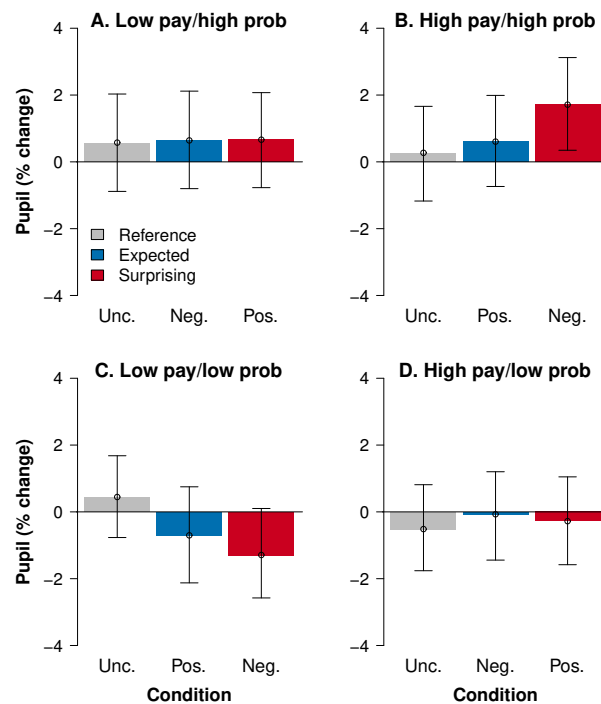 A. Low pay/high prob
Pupil (% change)
4
2
0
−2
−4
Reference
Expected
Surprising
Unc. Neg. Pos.
B. High pay/high prob
4
2
0
−2
−4
Unc. Pos. Neg.
C. Low pay/low prob
Pupil (% change)
4
2
0
−2
−4
Unc. Pos. Neg.
Condition
D. High pay/low prob
4
2
0
−2
−4
Unc. Neg. Pos.
Condition